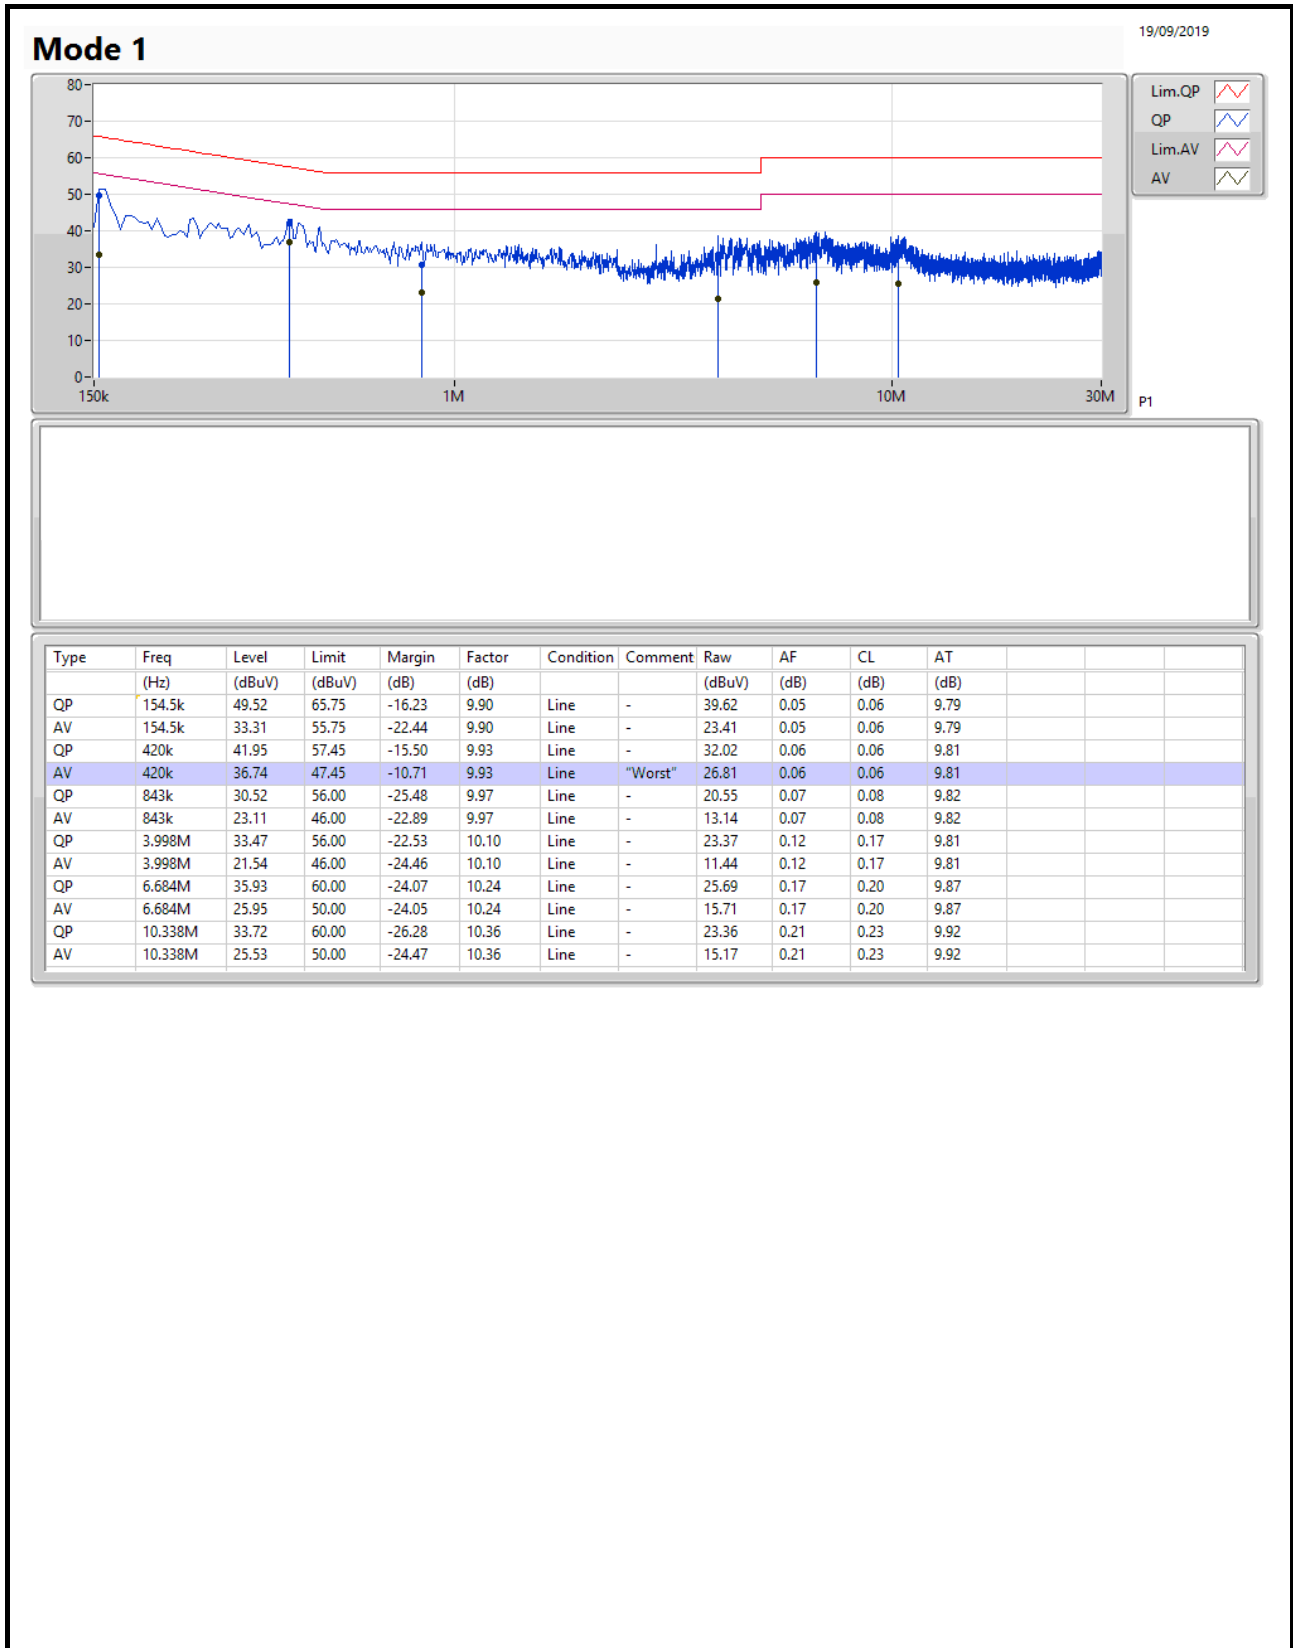 19/09/2019
Mode 1
80
70
60
50
40
30
20
10
0
150k 1M 10M 30M
Lim.QP
QP
Lim.AV
AV
P1
Type Freq Level Limit Margin Factor Condition Comment Raw AF CL AT
(Hz) (dBuV) (dBuV) (dB) (dB) (dBuV) (dB) (dB) (dB)
QP 154.5k 49.52 65.75 -16.23 9.90 Line - 39.62 0.05 0.06 9.79
AV 154.5k 33.31 55.75 -22.44 9.90 Line - 23.41 0.05 0.06 9.79
QP 420k 41.95 57.45 -15.50 9.93 Line - 32.02 0.06 0.06 9.81
AV 420k 36.74 47.45 -10.71 9.93 Line "Worst" 26.81 0.06 0.06 9.81
QP 843k 30.52 56.00 -25.48 9.97 Line - 20.55 0.07 0.08 9.82
AV 843k 23.11 46.00 -22.89 9.97 Line - 13.14 0.07 0.08 9.82
QP 3.998M 33.47 56.00 -22.53 10.10 Line - 23.37 0.12 0.17 9.81
AV 3.998M 21.54 46.00 -24.46 10.10 Line - 11.44 0.12 0.17 9.81
QP 6.684M 35.93 60.00 -24.07 10.24 Line - 25.69 0.17 0.20 9.87
AV 6.684M 25.95 50.00 -24.05 10.24 Line - 15.71 0.17 0.20 9.87
QP 10.338M 33.72 60.00 -26.28 10.36 Line - 23.36 0.21 0.23 9.92
AV 10.338M 25.53 50.00 -24.47 10.36 Line - 15.17 0.21 0.23 9.92